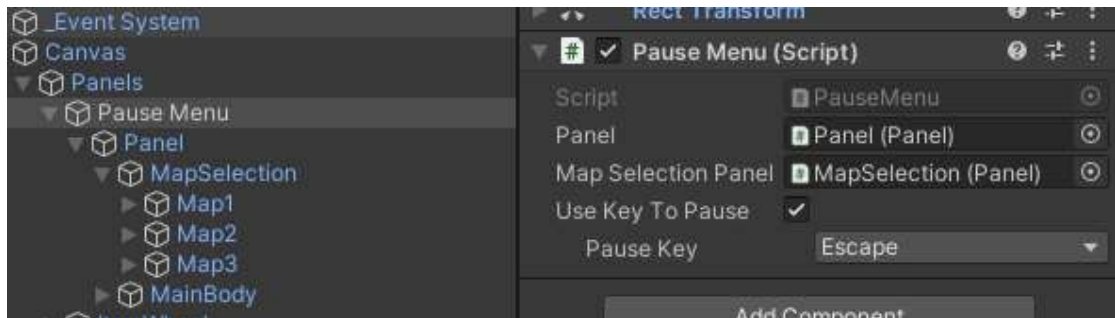 _Event System
Canvas
Panels
Pause Menu
Panel
MapSelection
Map1
Map2
Map3
MainBody
Rect Transform
# Pause Menu (Script)
Script PauseMenu
Panel # Panel (Panel)
Map Selection Panel # MapSelection (Panel)
Use Key To Pause
Pause Key Escape
Add Component